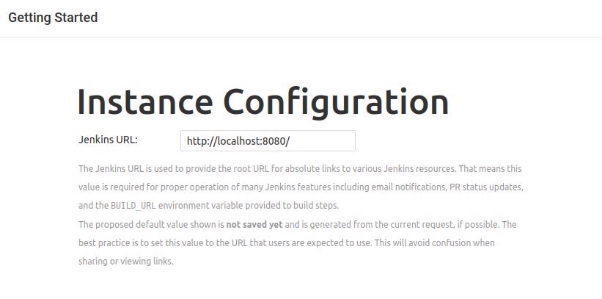 Getting Started
Instance Configuration
Jenkins URL:
http://localhost:8080/
The Jenkins URL is used to provide the root URL for absolute links to various Jenkins resources. That means this
value is required for proper operation of many Jenkins features including email notifications, PR status updates,
and the BUILD_URL environment variable provided to build steps.
The proposed default value shown is not saved yet and is generated from the current request, if possible. The
best practice is to set this value to the URL that users are expected to use. This will avoid confusion when
sharing or viewing links.